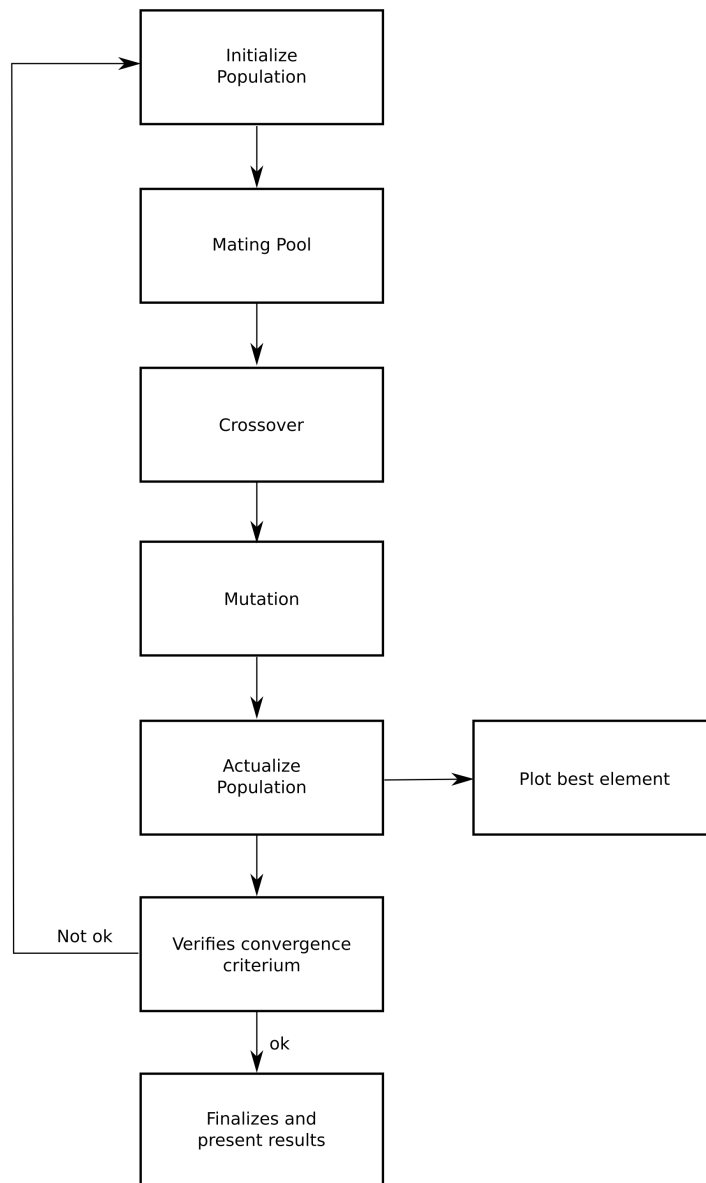 Initialize
Population
Mating Pool
Crossover
Mutation
Actualize
Population
Plot best element
Not ok
Verifies convergence
criterium
ok
Finalizes and
present results